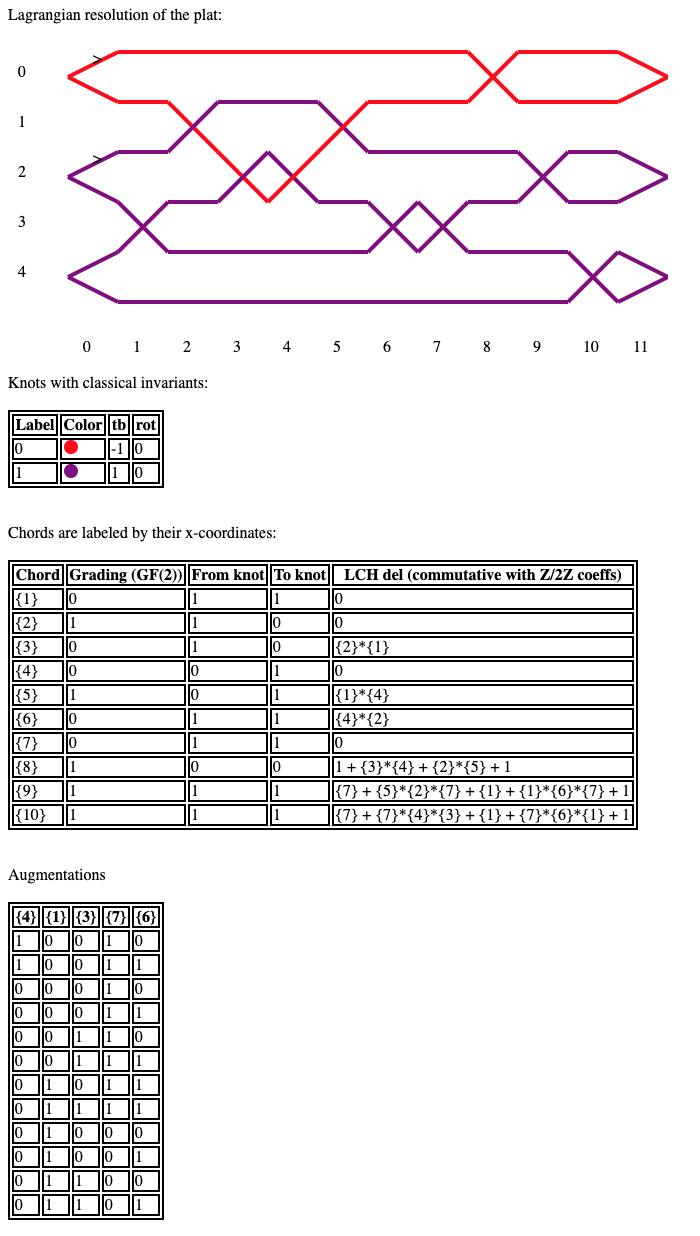 Lagrangian resolution of the plat:
>
0
1
>
2
3
4
0 1 2 3 4 5 6 7 8 9 10 11
Knots with classical invariants:
Label Color tb rot
0 -1 0
1 1 0
Chords are labeled by their x-coordinates:
Chord Grading (GF(2)) From knot To knot LCH del (commutative with Z/2Z coeffs)
{1} 0 1 1 0
{2} 1 1 0 0
{3} 0 1 0 {2}*{1}
{4} 0 0 1 0
{5} 1 0 1 {1}*{4}
{6} 0 1 1 {4}*{2}
{7} 0 1 1 0
{8} 1 0 0 1 + {3}*{4} + {2}*{5} + 1
{9} 1 1 1 {7} + {5}*{2}*{7} + {1} + {1}*{6}*{7} + 1
{10} 1 1 1 {7} + {7}*{4}*{3} + {1} + {7}*{6}*{1} + 1
Augmentations
{4} {1} {3} {7} {6}
1 0 0 1 0
1 0 0 1 1
0 0 0 1 0
0 0 0 1 1
0 0 1 1 0
0 0 1 1 1
0 1 0 1 1
0 1 1 1 1
0 1 0 0 0
0 1 0 0 1
0 1 1 0 0
0 1 1 0 1